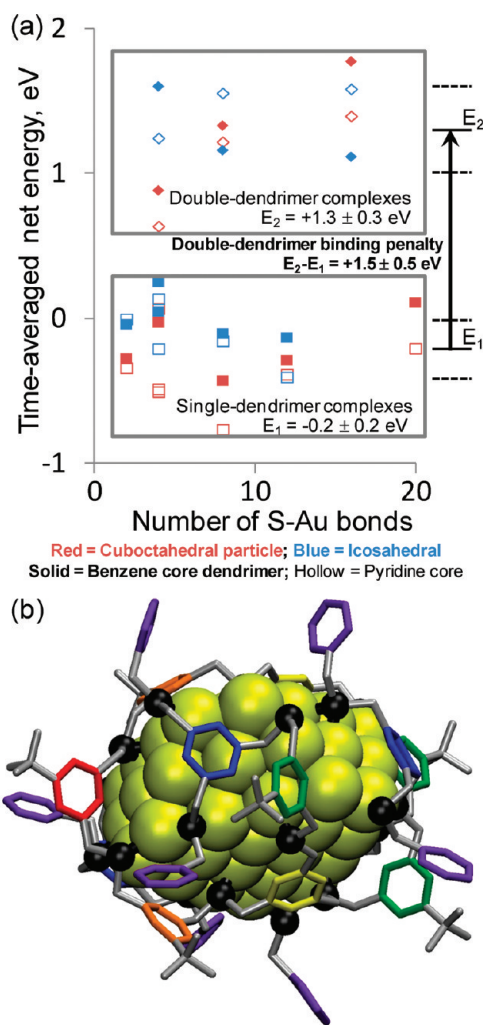 (a)
Time-averaged net energy, eV
2
1
0
-1
Double-dendrimer complexes
E₂ = +1.3 ± 0.3 eV
Double-dendrimer binding penalty
E₂-E₁ = +1.5 ± 0.5 eV
Single-dendrimer complexes
E₁ = -0.2 ± 0.2 eV
E₂
E₁
0 10 20
Number of S-Au bonds
Red = Cuboctahedral particle; Blue = Icosahedral
Solid = Benzene core dendrimer; Hollow = Pyridine core
(b)